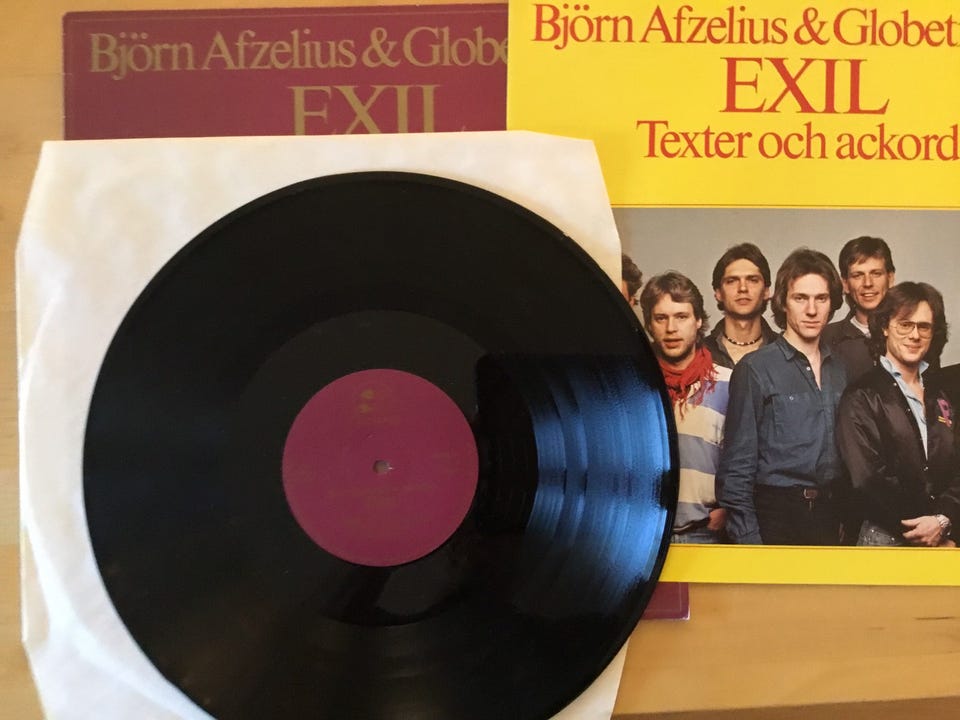 Björn Afzelius & Globe
EXIL
Björn Afzelius & Globet
EXIL
Texter och ackord